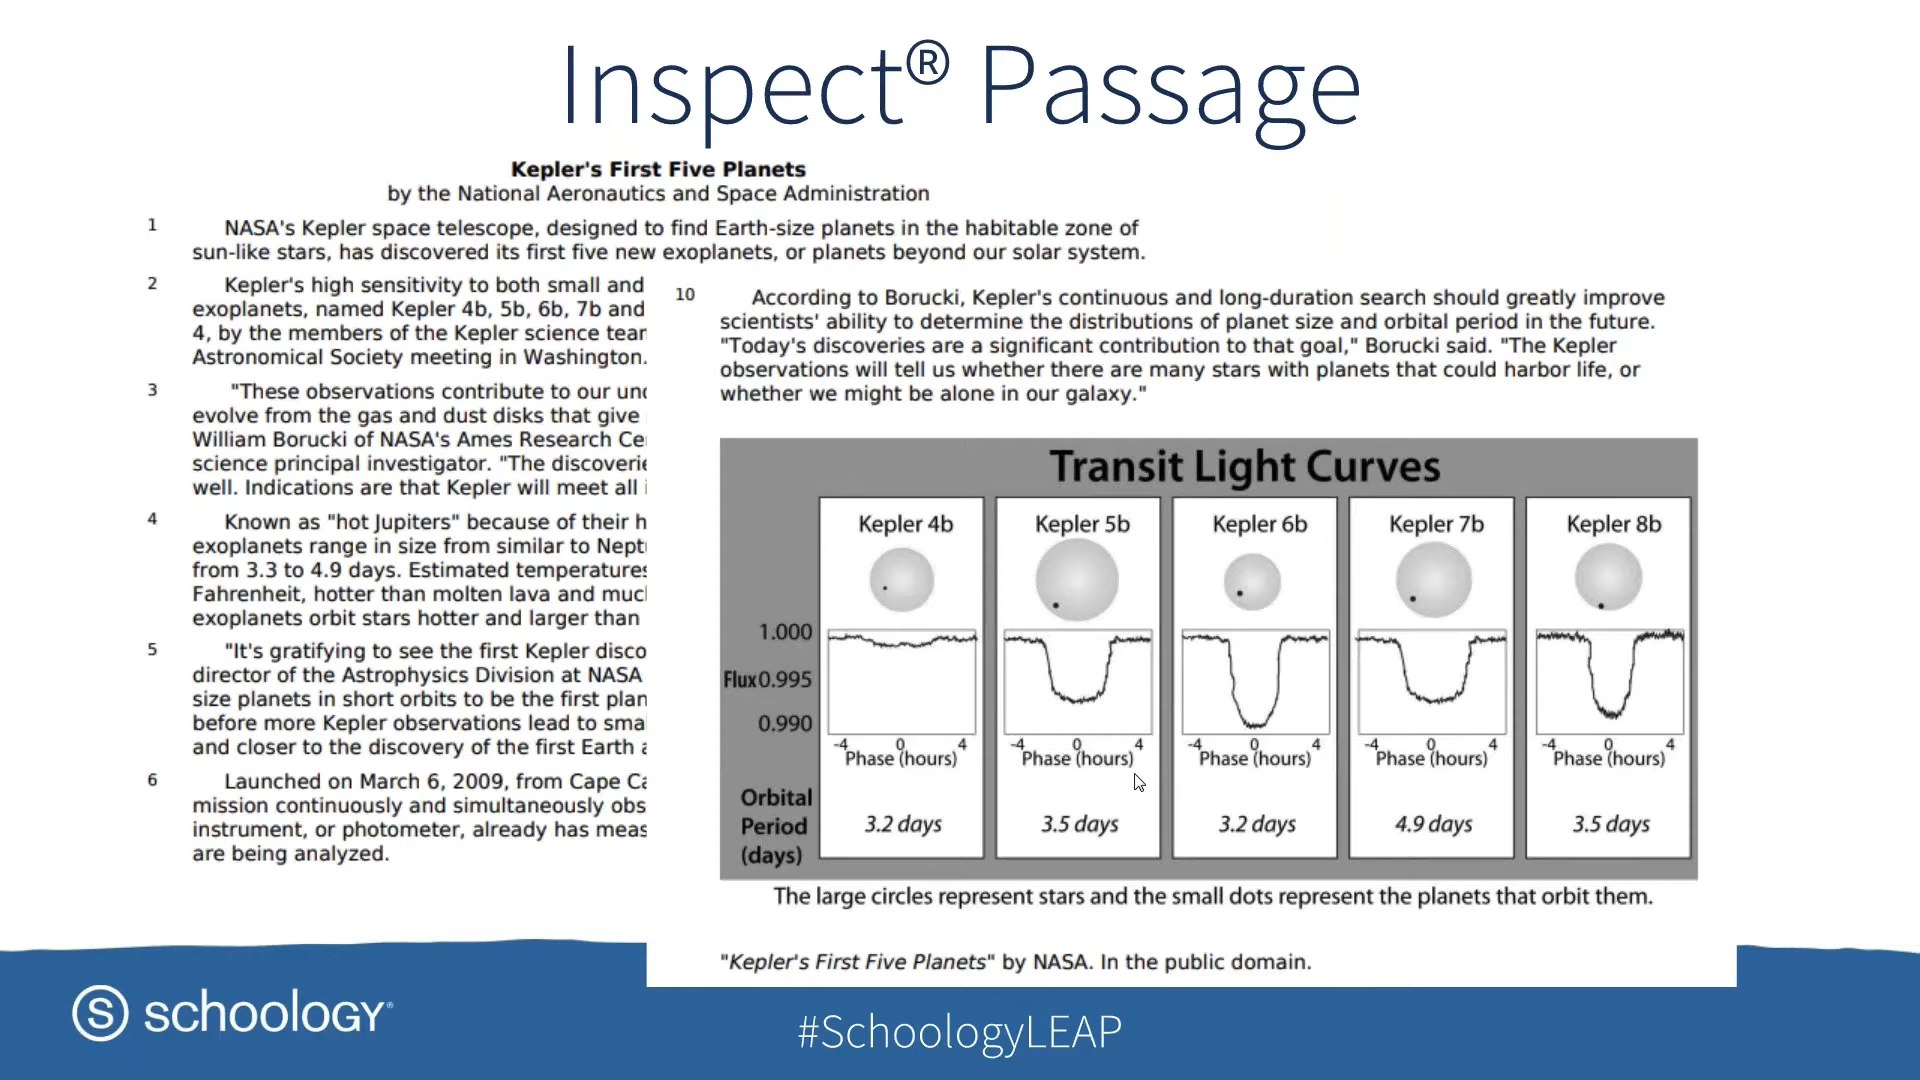 Inspect® Passage
Kepler's First Five Planets
by the National Aeronautics and Space Administration
1 NASA's Kepler space telescope, designed to find Earth-size planets in the habitable zone of
sun-like stars, has discovered its first five new exoplanets, or planets beyond our solar system.
2 Kepler's high sensitivity to both small and
exoplanets, named Kepler 4b, 5b, 6b, 7b and
4, by the members of the Kepler science team
Astronomical Society meeting in Washington.
3 "These observations contribute to our
evolve from the gas and dust disks that give
William Borucki of NASA's Ames Research
science principal investigator. "The
well. Indications are that Kepler will meet all
4 Known as "hot Jupiters" because of their
exoplanets range in size from similar to
from 3.3 to 4.9 days. Estimated temperatures
Fahrenheit, hotter than molten lava and
exoplanets orbit stars hotter and larger than
5 "It's gratifying to see the first Kepler
director of the Astrophysics Division at NASA
size planets in short orbits to be the first
before more Kepler observations lead to
and closer to the discovery of the first Earth
6 Launched on March 6, 2009, from Cape
mission continuously and simultaneously
instrument, or photometer, already has
are being analyzed.
10 According to Borucki, Kepler's continuous and long-duration search should greatly improve
scientists' ability to determine the distributions of planet size and orbital period in the future.
"Today's discoveries are a significant contribution to that goal," Borucki said. "The Kepler
observations will tell us whether there are many stars with planets that could harbor life, or
whether we might be alone in our galaxy."
Transit Light Curves
Kepler 4b Kepler 5b Kepler 6b Kepler 7b Kepler 8b
1.000
Flux 0.995
0.990
-4 0 4 -4 0 4 -4 0 4 -4 0 4 -4 0 4
Phase (hours) Phase (hours) Phase (hours) Phase (hours) Phase (hours)
Orbital
Period
(days)
3.2 days 3.5 days 3.2 days 4.9 days 3.5 days
The large circles represent stars and the small dots represent the planets that orbit them.
"Kepler's First Five Planets" by NASA. In the public domain.
S schoology®
#SchoologyLEAP